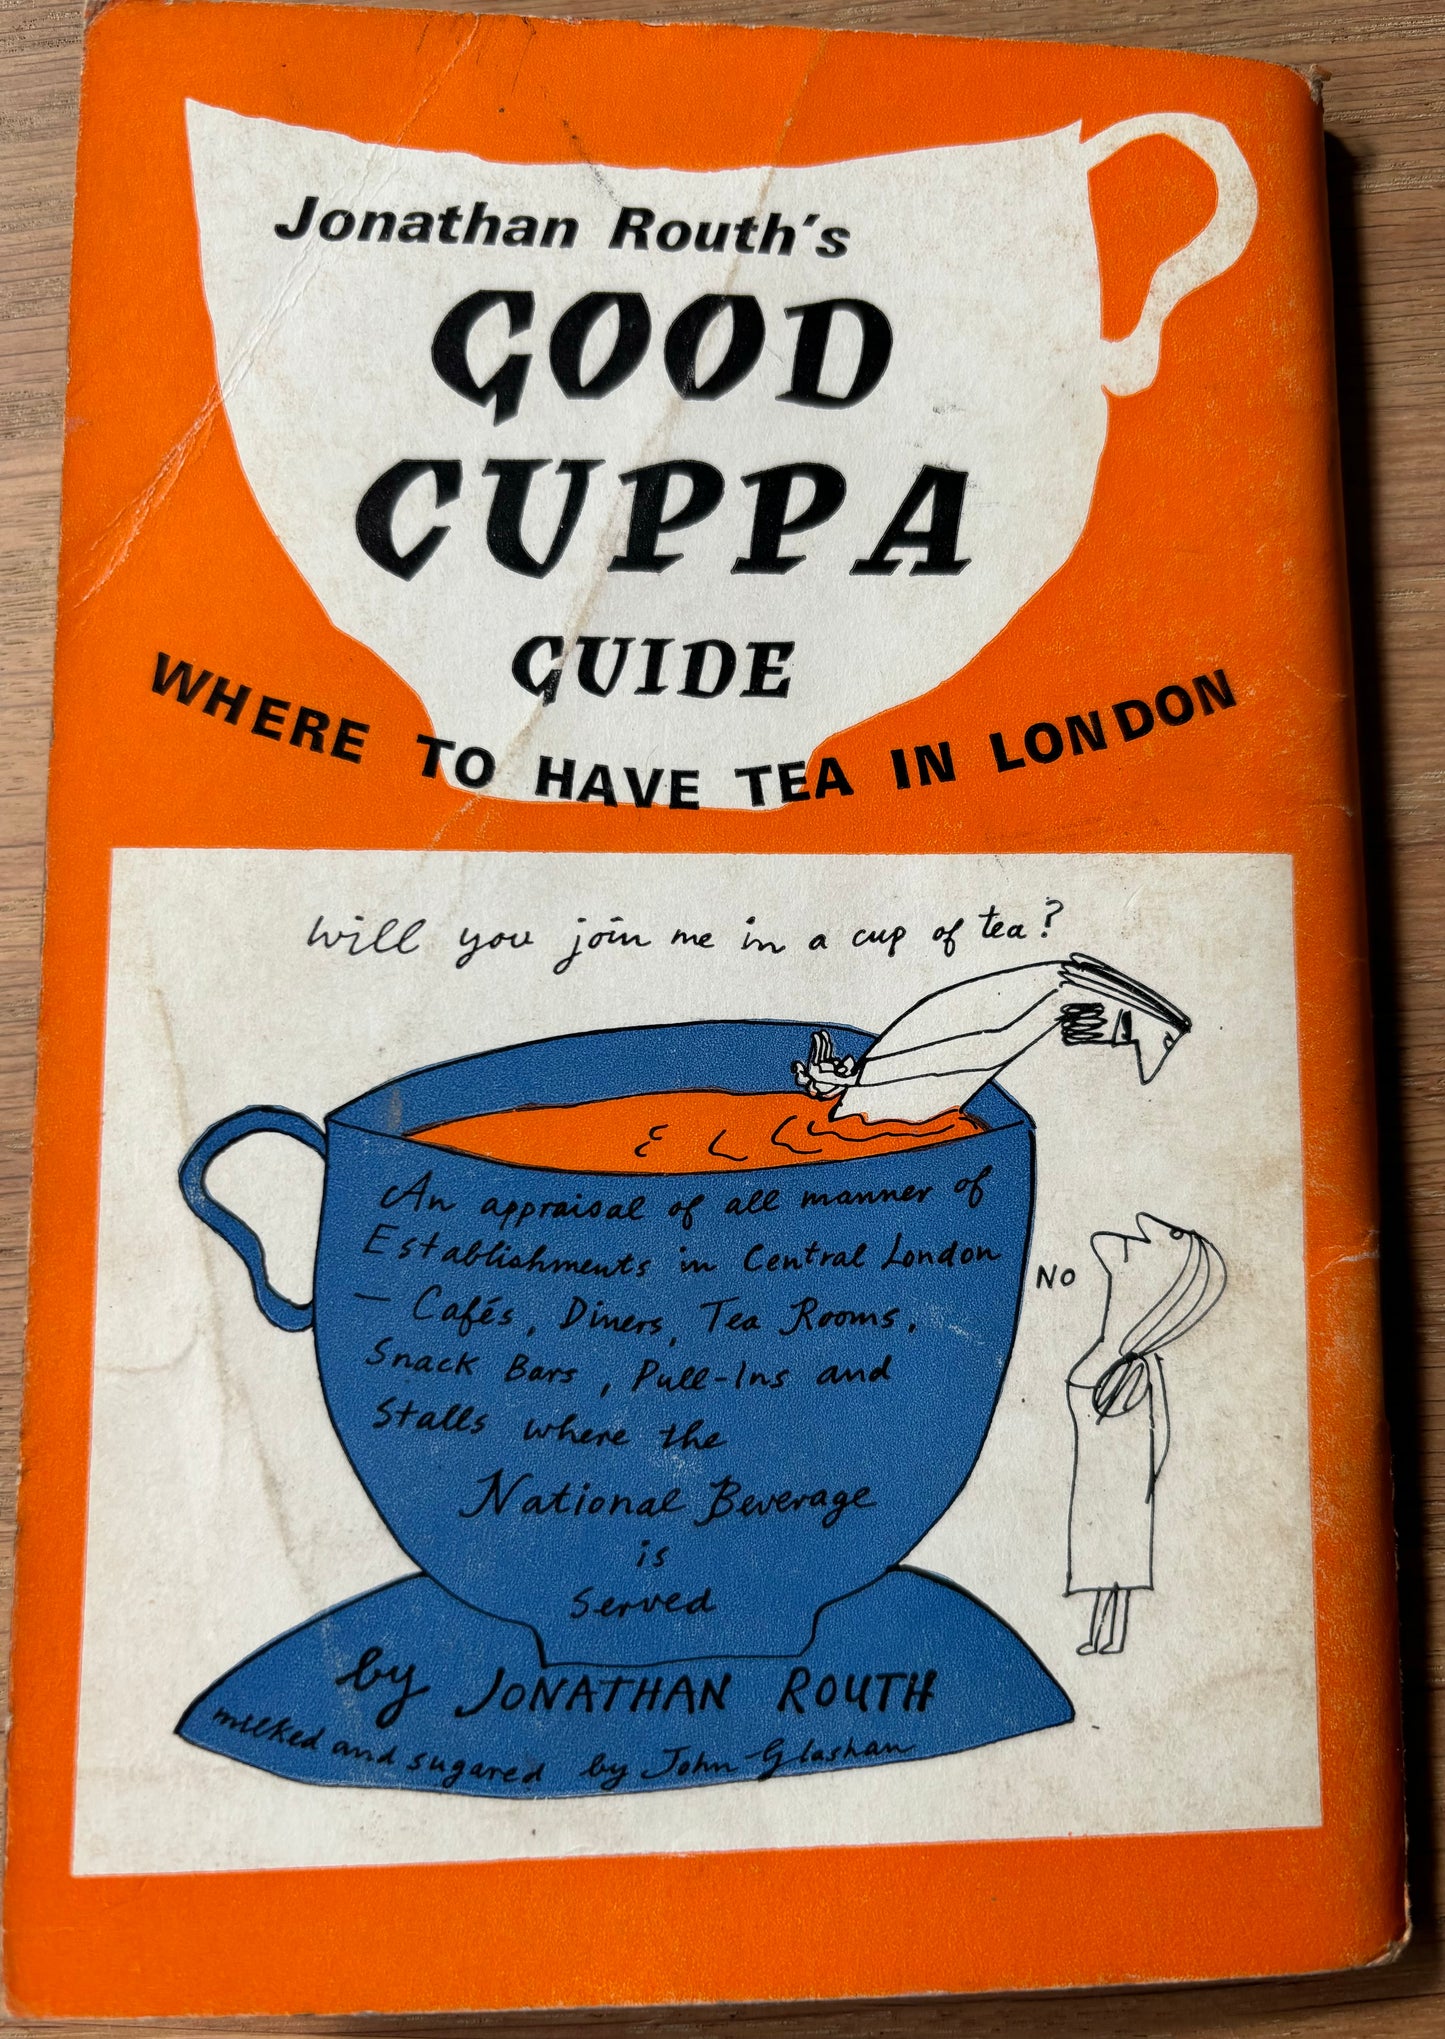 Jonathan Routh's
GOOD
CUPPA
GUIDE
WHERE TO HAVE TEA IN LONDON
Will you join me in a cup of tea?
An appraisal of all manner of
Establishments in Central London
— Cafés, Diners, Tea Rooms,
Snack Bars, Pull-Ins and
Stalls where the
National Beverage
is
Served
NO
by JONATHAN ROUTH
milked and sugared by John Glashan